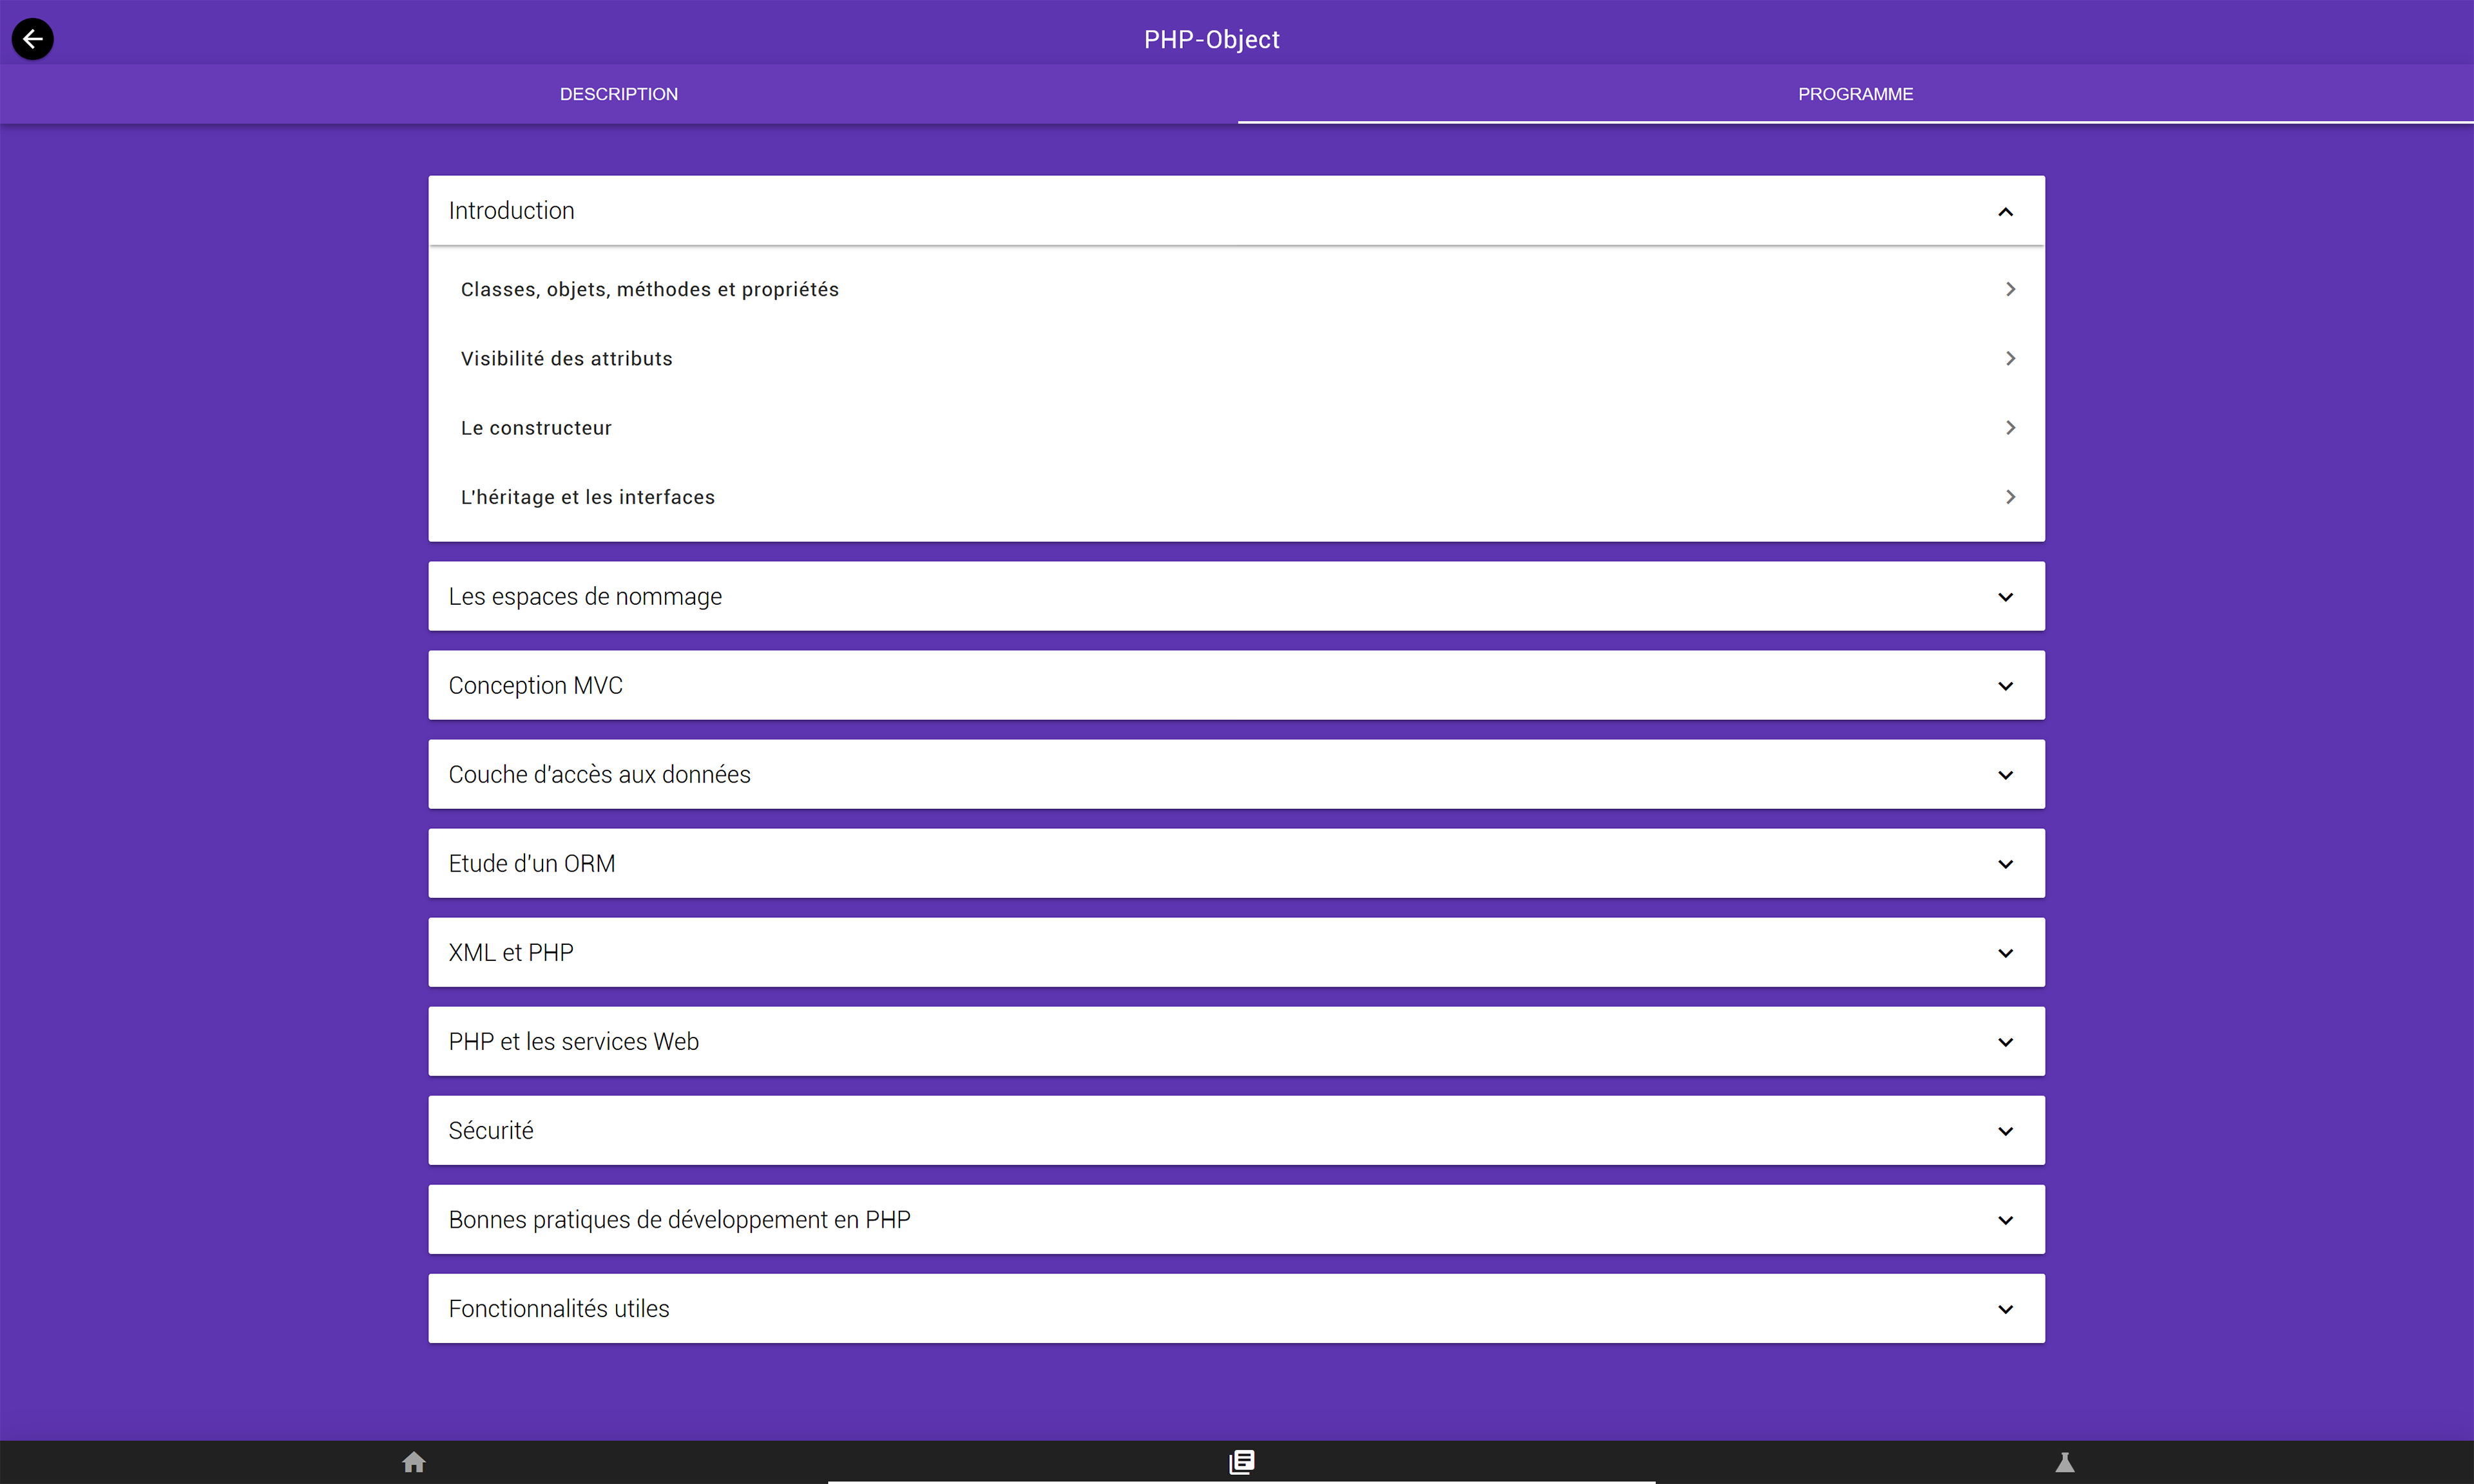 PHP-Object
DESCRIPTION
PROGRAMME
Introduction
Classes, objets, méthodes et propriétés
Visibilité des attributs
Le constructeur
L'héritage et les interfaces
Les espaces de nommage
Conception MVC
Couche d'accès aux données
Etude d'un ORM
XML et PHP
PHP et les services Web
Sécurité
Bonnes pratiques de développement en PHP
Fonctionnalités utiles